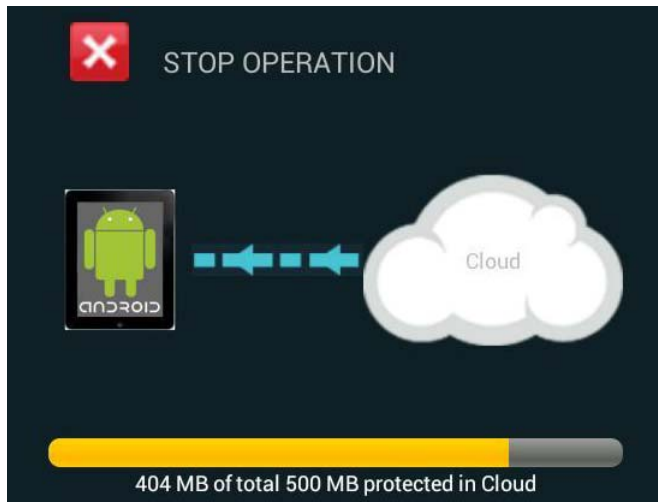 STOP OPERATION
Cloud
ANDROID
404 MB of total 500 MB protected in Cloud